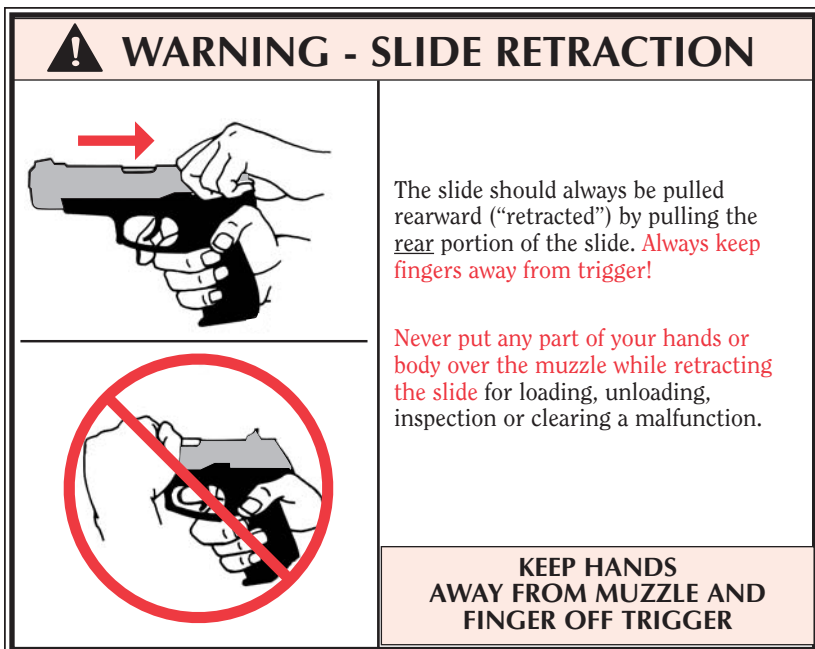 WARNING - SLIDE RETRACTION
The slide should always be pulled
rearward (“retracted”) by pulling the
rear portion of the slide. Always keep
fingers away from trigger!
Never put any part of your hands or
body over the muzzle while retracting
the slide for loading, unloading,
inspection or clearing a malfunction.
KEEP HANDS
AWAY FROM MUZZLE AND
FINGER OFF TRIGGER